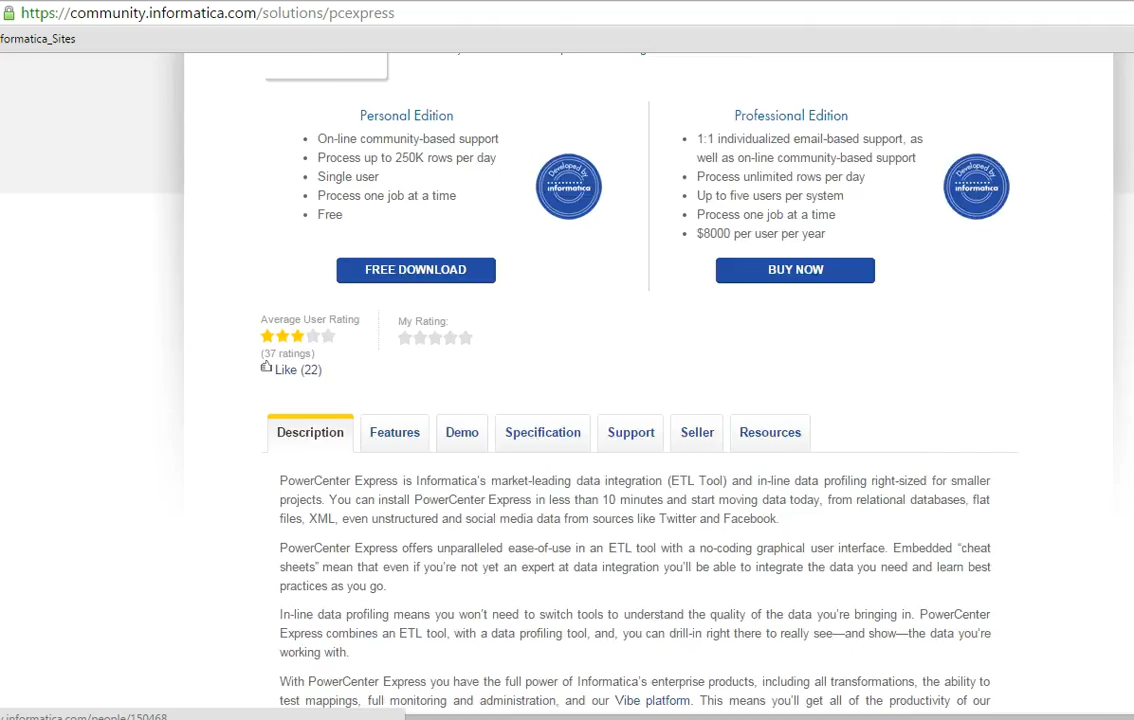 https://community.informatica.com/solutions/pcexpress
formatica_Sites
Personal Edition
On-line community-based support
Process up to 250K rows per day
Single user
Process one job at a time
Free
Developed by
informatica
FREE DOWNLOAD
Professional Edition
1:1 individualized email-based support, as
well as on-line community-based support
Process unlimited rows per day
Up to five users per system
Process one job at a time
$8000 per user per year
Developed by
informatica
BUY NOW
Average User Rating
(37 ratings)
Like (22)
My Rating:
Description Features Demo Specification Support Seller Resources
PowerCenter Express is Informatica's market-leading data integration (ETL Tool) and in-line data profiling right-sized for smaller
projects. You can install PowerCenter Express in less than 10 minutes and start moving data today, from relational databases, flat
files, XML, even unstructured and social media data from sources like Twitter and Facebook.
PowerCenter Express offers unparalleled ease-of-use in an ETL tool with a no-coding graphical user interface. Embedded “cheat
sheets” mean that even if you're not yet an expert at data integration you'll be able to integrate the data you need and learn best
practices as you go.
In-line data profiling means you won't need to switch tools to understand the quality of the data you're bringing in. PowerCenter
Express combines an ETL tool, with a data profiling tool, and, you can drill-in right there to really see—and show—the data you're
working with.
With PowerCenter Express you have the full power of Informatica's enterprise products, including all transformations, the ability to
test mappings, full monitoring and administration, and our Vibe platform. This means you'll get all of the productivity of our
y.informatica.com/people/150468